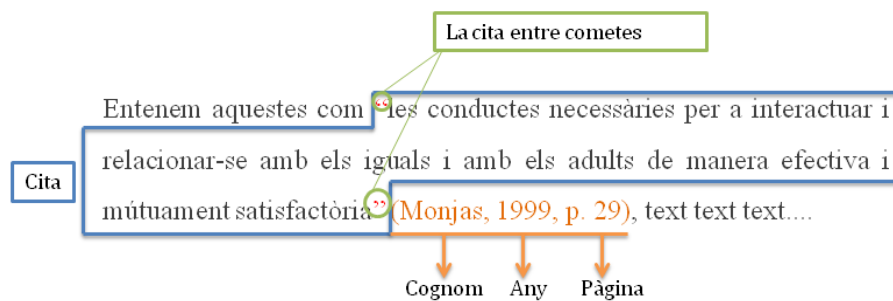 La cita entre cometes
Entenem aquestes com “les conductes necessàries per a interactuar i
relacionar-se amb els iguals i amb els adults de manera efectiva i
Cita
mútuament satisfactòria” (Monjas, 1999, p. 29), text text text....
Cognom Any Pàgina